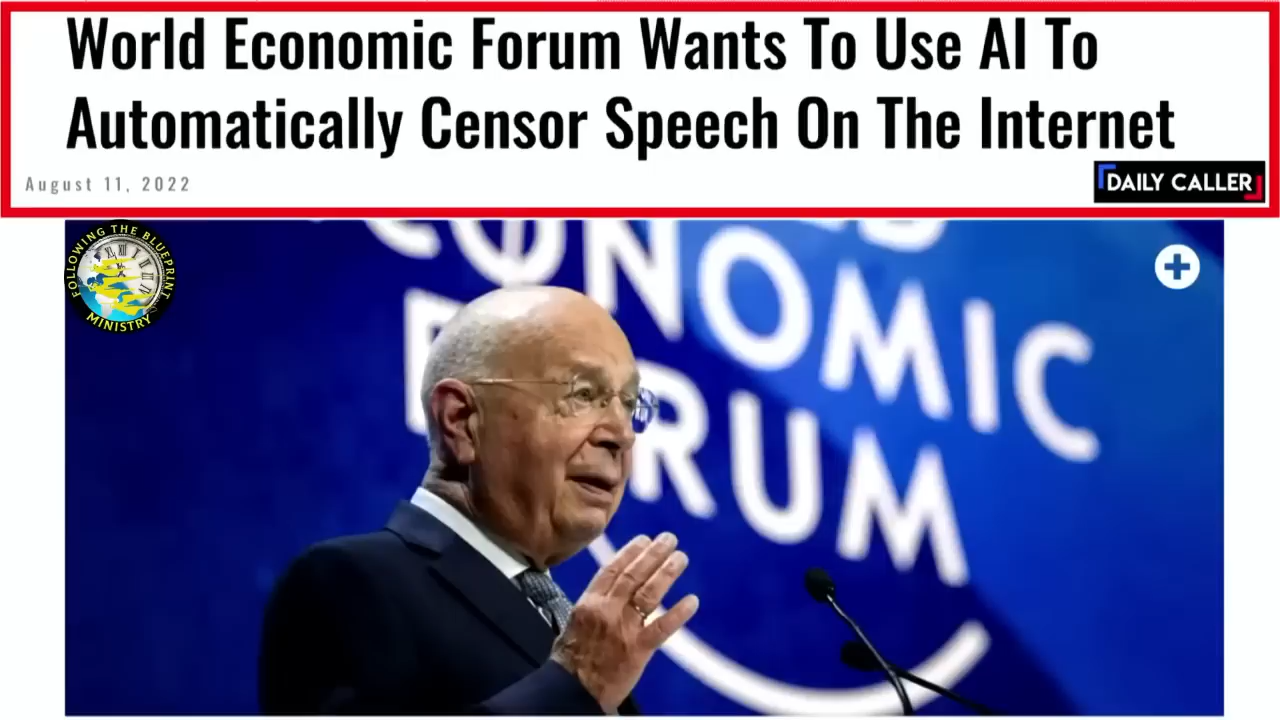 World Economic Forum Wants To Use AI To
Automatically Censor Speech On The Internet
August 11, 2022
DAILY CALLER
FOLLOWING THE BLUEPRINT
MINISTRY
ONOMIC
FORUM